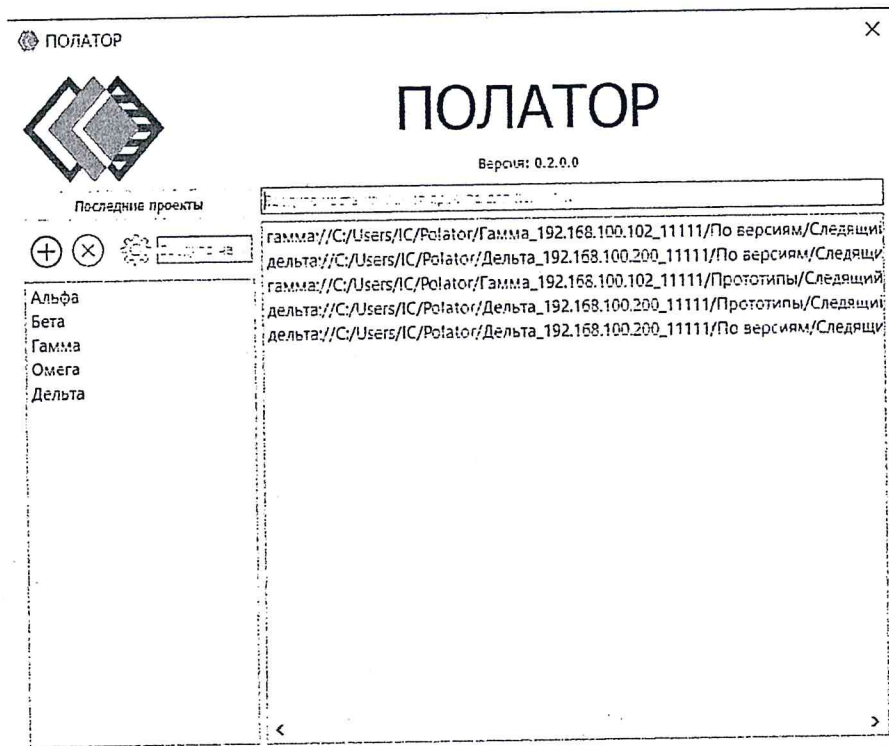 ПОЛАТОР
ПОЛАТОР
Версия: 0.2.0.0
Последние проекты
гамма://C:/Users/IC/Polator/Гамма_192.168.100.102_11111/По версиям/Следящий
дельта://C:/Users/IC/Polator/Дельта_192.168.100.200_11111/По версиям/Следящи
гамма://C:/Users/IC/Polator/Гамма_192.168.100.102_11111/Прототипы/Следящий
дельта://C:/Users/IC/Polator/Дельта_192.168.100.200_11111/Прототипы/Следящи
дельта://C:/Users/IC/Polator/Дельта_192.168.100.200_11111/По версиям/Следящи
Альфа
Бета
Гамма
Омега
Дельта